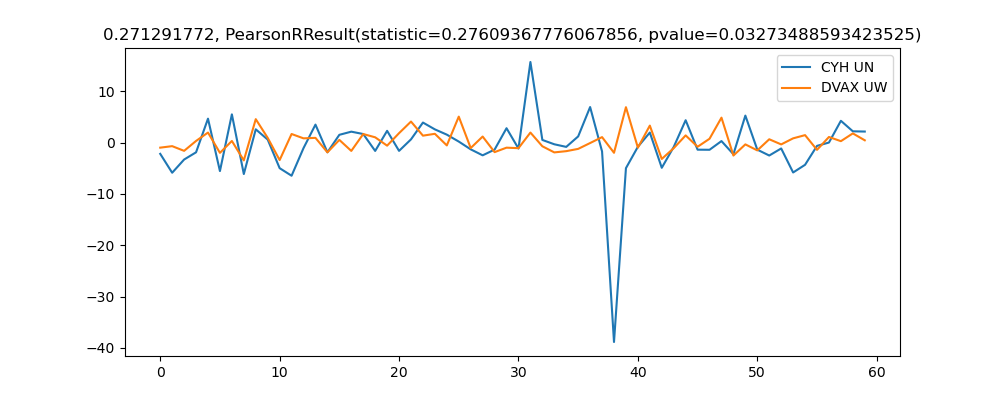 0.271291772, PearsonRResult(statistic=0.27609367776067856, pvalue=0.03273488593423525)
CYH UN
DVAX UW
10
0
−10
−20
−30
−40
0 10 20 30 40 50 60